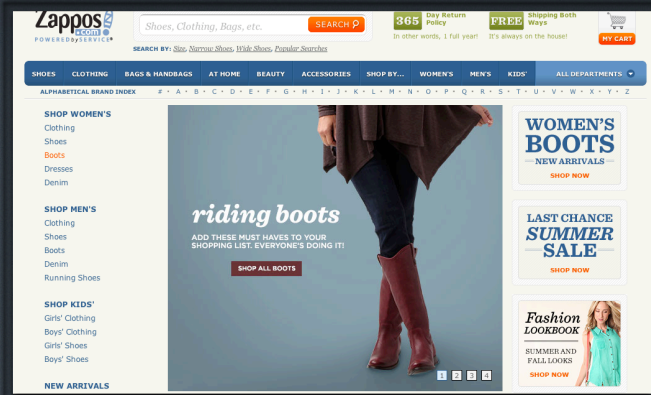 Zappos
.com
POWERED by SERVICE®
Shoes, Clothing, Bags, etc.
SEARCH
SEARCH BY: Size, Narrow Shoes, Wide Shoes, Popular Searches
365 Day Return Policy
In other words, 1 full year!
FREE Shipping Both Ways
It's always on the house!
MY CART
SHOES CLOTHING BAGS & HANDBAGS AT HOME BEAUTY ACCESSORIES SHOP BY... WOMEN'S MEN'S KIDS' ALL DEPARTMENTS
ALPHABETICAL BRAND INDEX # • A • B • C • D • E • F • G • H • I • J • K • L • M • N • O • P • Q • R • S • T • U • V • W • X • Y • Z
SHOP WOMEN'S
Clothing
Shoes
Boots
Dresses
Denim
SHOP MEN'S
Clothing
Shoes
Boots
Denim
Running Shoes
SHOP KIDS'
Girls' Clothing
Boys' Clothing
Girls' Shoes
Boys' Shoes
NEW ARRIVALS
riding boots
ADD THESE MUST HAVES TO YOUR
SHOPPING LIST. EVERYONE'S DOING IT!
SHOP ALL BOOTS
1 2 3 4
WOMEN'S
BOOTS
NEW ARRIVALS
SHOP NOW
LAST CHANCE
SUMMER
SALE
SHOP NOW
Fashion
LOOKBOOK
SUMMER AND
FALL LOOKS
SHOP NOW